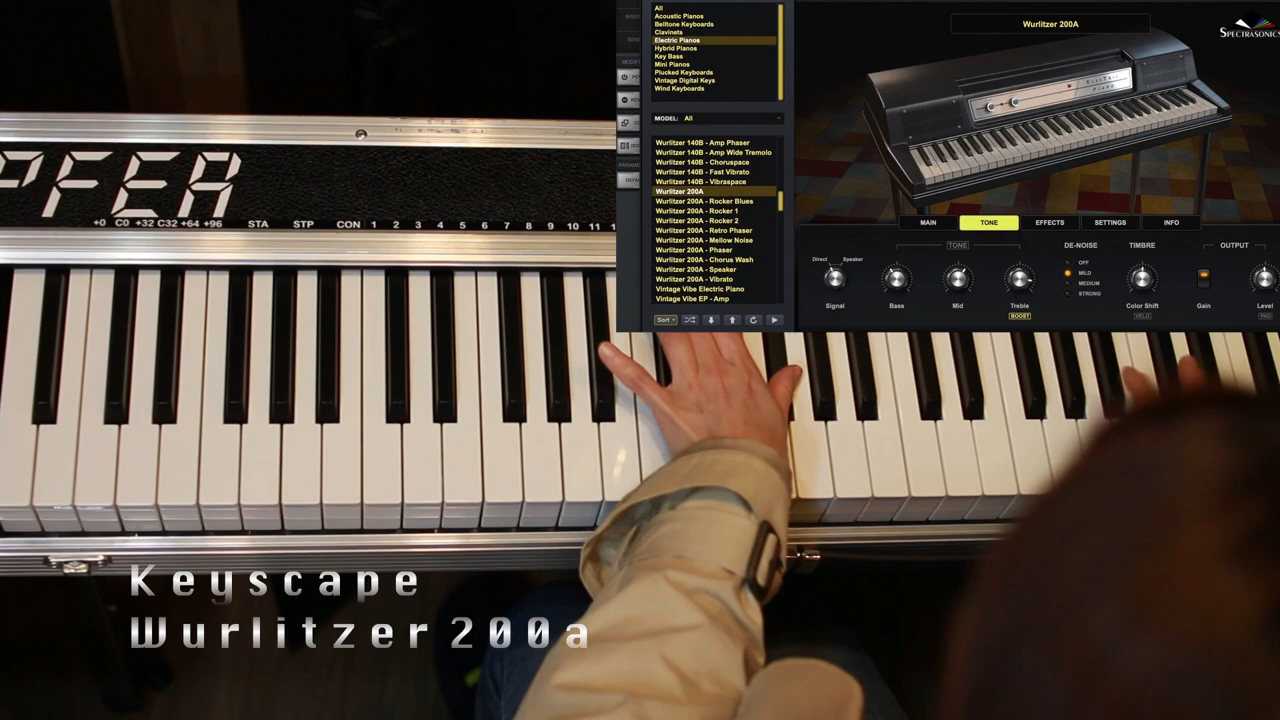 All
Acoustic Pianos
Belltone Keyboards
Clavinets
Electric Pianos
Hybrid Pianos
Key Bass
Mini Pianos
Plucked Keyboards
Vintage Digital Keys
Wind Keyboards
MODEL: All
Wurlitzer 140B - Amp Phaser
Wurlitzer 140B - Amp Wide Tremolo
Wurlitzer 140B - Choruspace
Wurlitzer 140B - Fast Vibrato
Wurlitzer 140B - Vibraspace
Wurlitzer 200A
Wurlitzer 200A - Rocker Blues
Wurlitzer 200A - Rocker 1
Wurlitzer 200A - Rocker 2
Wurlitzer 200A - Retro Phaser
Wurlitzer 200A - Mellow Noise
Wurlitzer 200A - Phaser
Wurlitzer 200A - Chorus Wash
Wurlitzer 200A - Speaker
Wurlitzer 200A - Vibrato
Vintage Vibe Electric Piano
Vintage Vibe EP - Amp
Sort
Wurlitzer 200A
SPECTRASONICS
MAIN TONE EFFECTS SETTINGS INFO
TONE DE-NOISE TIMBRE OUTPUT
Direct Speaker
OFF
MILD
MEDIUM
STRONG
Signal Bass Mid Treble Color Shift Gain Level
BOOST VELO PAD
PFER
+0 C0 +32 C32 +64 +96 STA STP CON 1 2 3 4 5 6 7 8 9 10 11 1
Keyscape
Wurlitzer 200a